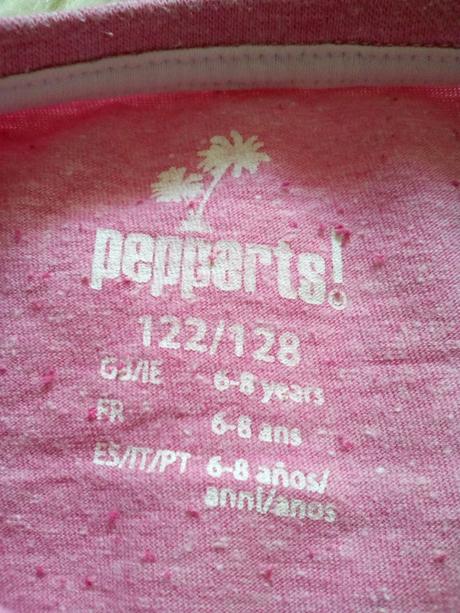 pepperts!
122/128
GB/IE 6-8 years
FR 6-8 ans
ES/IT/PT 6-8 años/
anni/anos